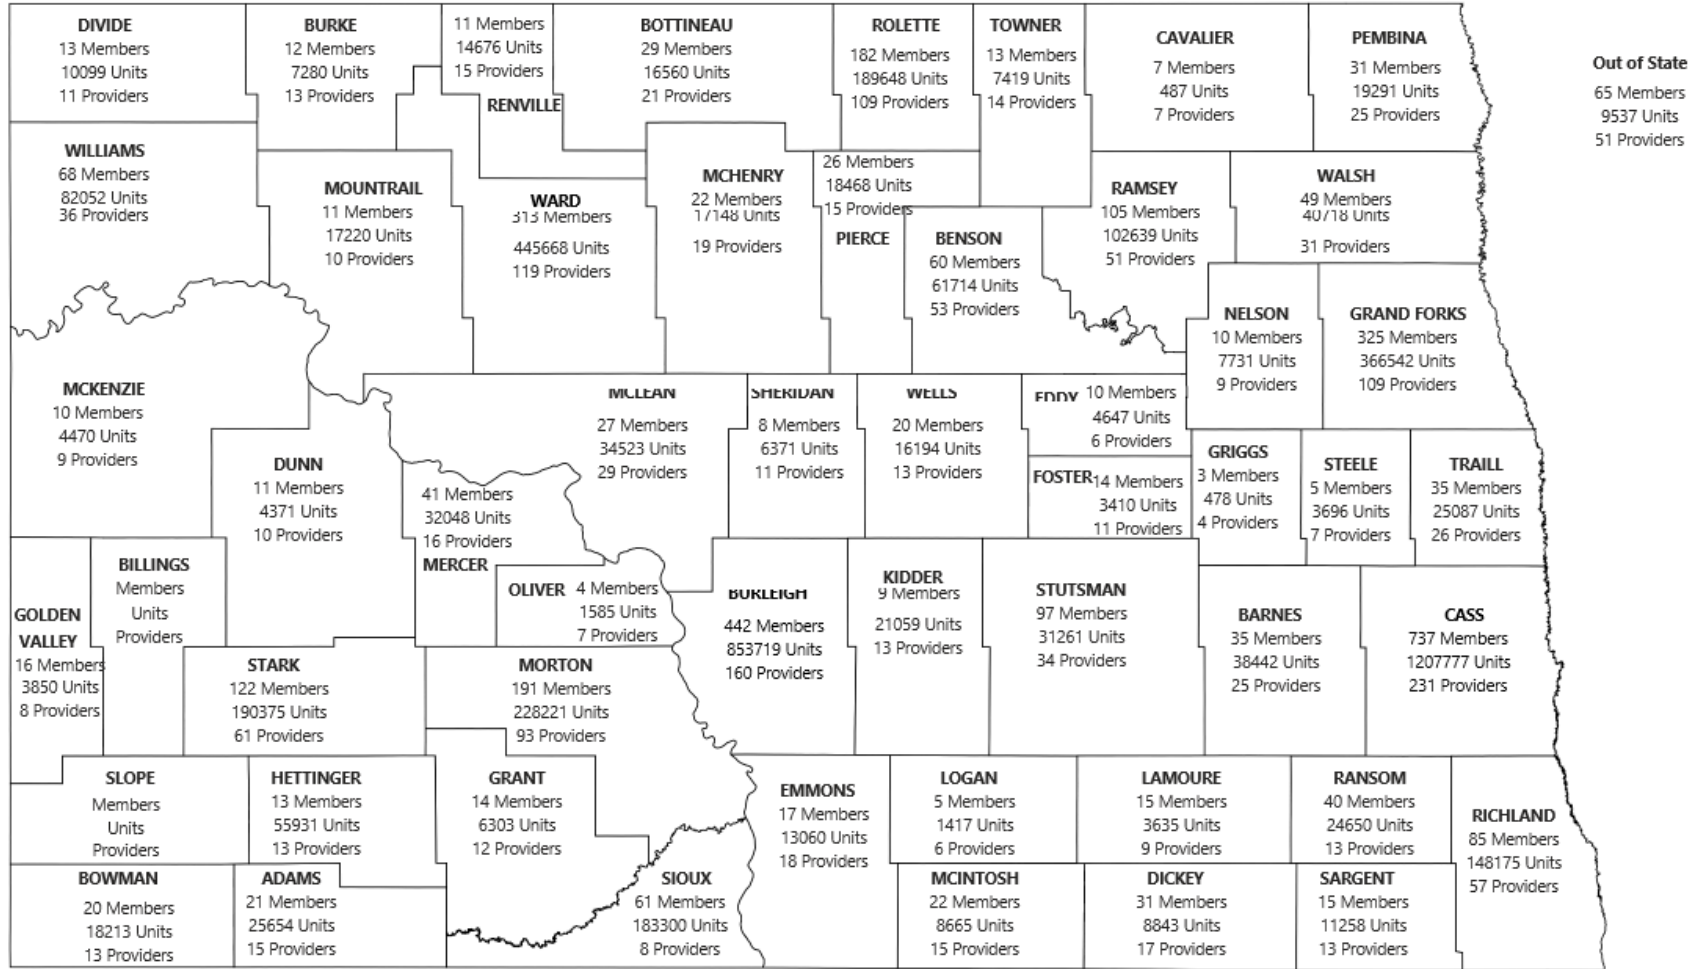 DIVIDE
13 Members
10099 Units
11 Providers
BURKE
12 Members
7280 Units
13 Providers
11 Members
14676 Units
15 Providers
RENVILLE
BOTTINEAU
29 Members
16560 Units
21 Providers
ROLETTE
182 Members
189648 Units
109 Providers
TOWNER
13 Members
7419 Units
14 Providers
CAVALIER
7 Members
487 Units
7 Providers
PEMBINA
31 Members
19291 Units
25 Providers
Out of State
65 Members
9537 Units
51 Providers
WILLIAMS
68 Members
82052 Units
36 Providers
MOUNTRAIL
11 Members
17220 Units
10 Providers
WARD
313 Members
445668 Units
119 Providers
MCHENRY
22 Members
17148 Units
19 Providers
26 Members
18468 Units
15 Providers
PIERCE
BENSON
60 Members
61714 Units
53 Providers
RAMSEY
105 Members
102639 Units
51 Providers
WALSH
49 Members
40718 Units
31 Providers
NELSON
10 Members
7731 Units
9 Providers
GRAND FORKS
325 Members
366542 Units
109 Providers
MCKENZIE
10 Members
4470 Units
9 Providers
DUNN
11 Members
4371 Units
10 Providers
MCLEAN
27 Members
34523 Units
29 Providers
SHERIDAN
8 Members
6371 Units
11 Providers
WELLS
20 Members
16194 Units
13 Providers
EDDY
10 Members
4647 Units
6 Providers
FOSTER
14 Members
3410 Units
11 Providers
GRIGGS
3 Members
478 Units
4 Providers
STEELE
5 Members
3696 Units
7 Providers
TRAILL
35 Members
25087 Units
26 Providers
41 Members
32048 Units
16 Providers
MERCER
OLIVER
4 Members
1585 Units
7 Providers
GOLDEN
VALLEY
16 Members
3850 Units
8 Providers
BILLINGS
Members
Units
Providers
STARK
122 Members
190375 Units
61 Providers
MORTON
191 Members
228221 Units
93 Providers
BURLEIGH
442 Members
853719 Units
160 Providers
KIDDER
9 Members
21059 Units
13 Providers
STUTSMAN
97 Members
31261 Units
34 Providers
BARNES
35 Members
38442 Units
25 Providers
CASS
737 Members
1207777 Units
231 Providers
SLOPE
Members
Units
Providers
HETTINGER
13 Members
55931 Units
13 Providers
GRANT
14 Members
6303 Units
12 Providers
EMMONS
17 Members
13060 Units
18 Providers
LOGAN
5 Members
1417 Units
6 Providers
LAMOURE
15 Members
3635 Units
9 Providers
RANSOM
40 Members
24650 Units
13 Providers
RICHLAND
85 Members
148175 Units
57 Providers
BOWMAN
20 Members
18213 Units
13 Providers
ADAMS
21 Members
25654 Units
15 Providers
SIOUX
61 Members
183300 Units
8 Providers
MCINTOSH
22 Members
8665 Units
15 Providers
DICKEY
31 Members
8843 Units
17 Providers
SARGENT
15 Members
11258 Units
13 Providers